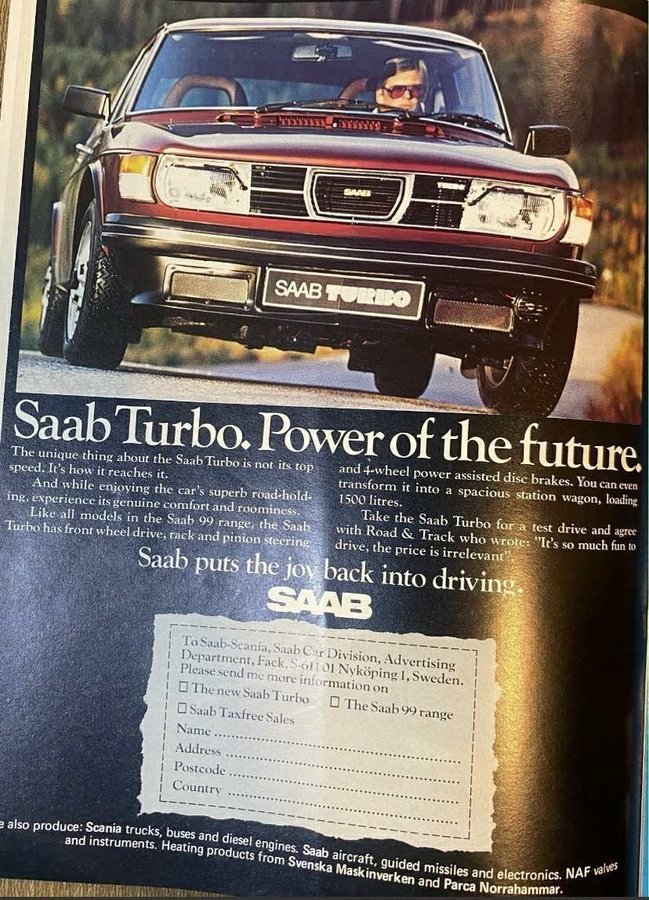 SAAB
TURBO
SAAB TURBO
Saab Turbo. Power of the future.
The unique thing about the Saab Turbo is not its top
speed. It's how it reaches it.
And while enjoying the car's superb road-hold-
ing, experience its genuine comfort and roominess.
Like all models in the Saab 99 range, the Saab
Turbo has front wheel drive, rack and pinion steering
and 4-wheel power assisted disc brakes. You can even
transform it into a spacious station wagon, loading
1500 litres.
Take the Saab Turbo for a test drive and agree
with Road & Track who wrote: "It's so much fun to
drive, the price is irrelevant".
Saab puts the joy back into driving.
SAAB
To Saab-Scania, Saab Car Division, Advertising
Department, Fack, S-611 01 Nyköping 1, Sweden.
Please send me more information on
☐ The new Saab Turbo ☐ The Saab 99 range
☐ Saab Taxfree Sales
Name
Address
Postcode
Country
e also produce: Scania trucks, buses and diesel engines. Saab aircraft, guided missiles and electronics. NAF valves
and instruments. Heating products from Svenska Maskinverken and Parca Norrahammar.